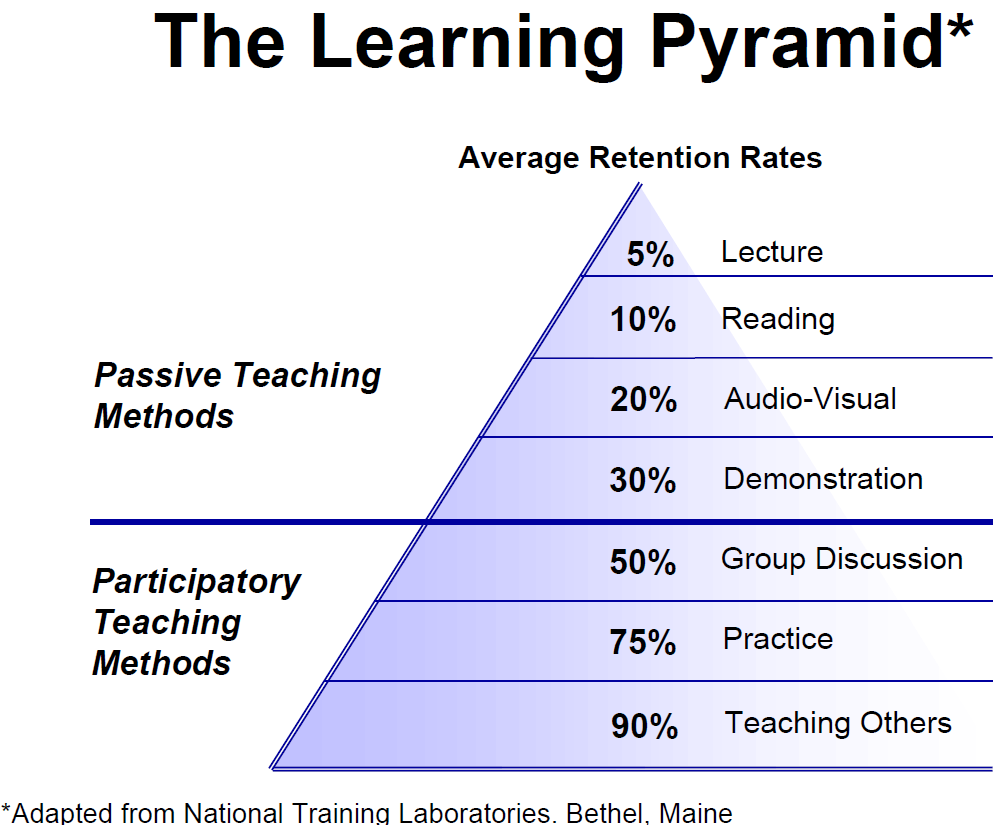 The Learning Pyramid*
Average Retention Rates
5% Lecture
10% Reading
20% Audio-Visual
30% Demonstration
Passive Teaching
Methods
50% Group Discussion
75% Practice
90% Teaching Others
Participatory
Teaching
Methods
*Adapted from National Training Laboratories. Bethel, Maine